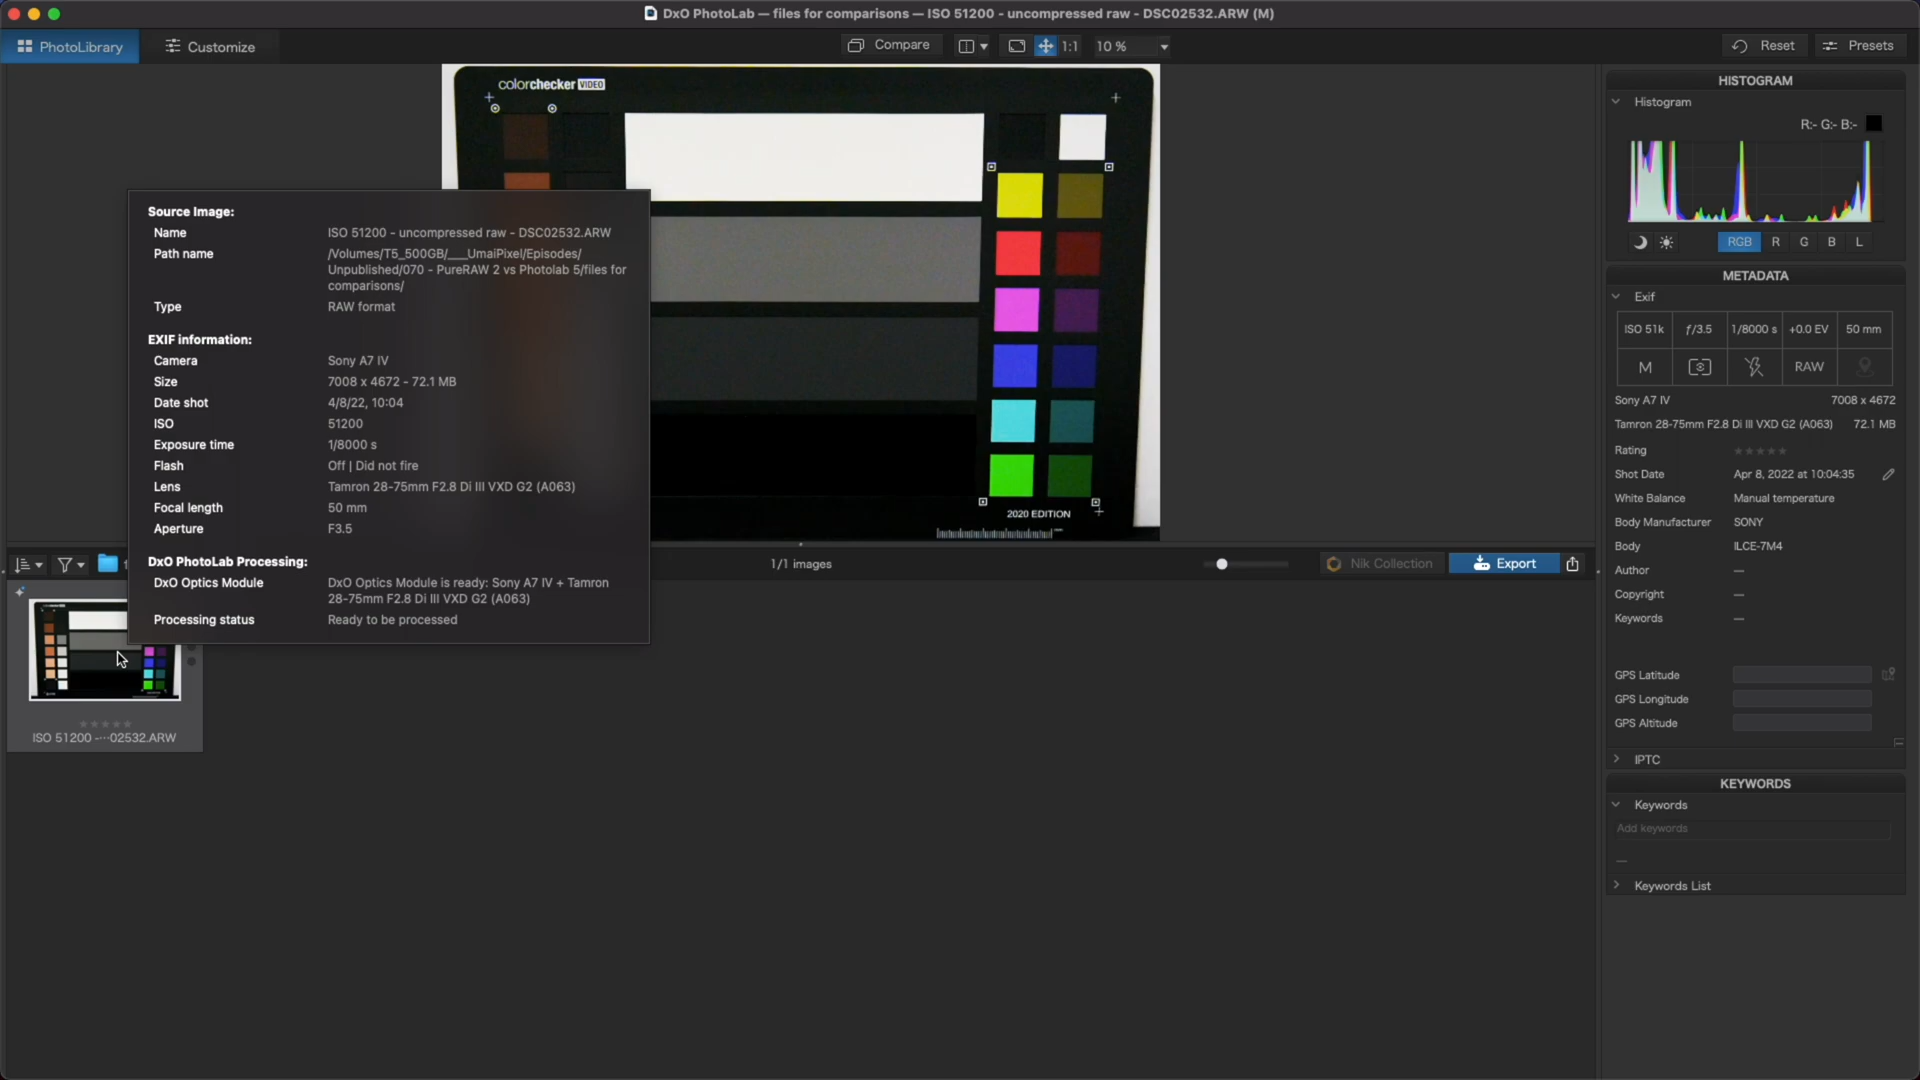 DxO PhotoLab — files for comparisons — ISO 51200 - uncompressed raw - DSC02532.ARW (M)
PhotoLibrary
Customize
Compare
1:1
10 %
Reset
Presets
colorchecker VIDEO
2020 EDITION
Source Image:
Name ISO 51200 - uncompressed raw - DSC02532.ARW
Path name /Volumes/T5_500GB/___UmaiPixel/Episodes/
Unpublished/070 - PureRAW 2 vs Photolab 5/files for
comparisons/
Type RAW format
EXIF information:
Camera Sony A7 IV
Size 7008 x 4672 - 72.1 MB
Date shot 4/8/22, 10:04
ISO 51200
Exposure time 1/8000 s
Flash Off | Did not fire
Lens Tamron 28-75mm F2.8 Di III VXD G2 (A063)
Focal length 50 mm
Aperture F3.5
DxO PhotoLab Processing:
DxO Optics Module DxO Optics Module is ready: Sony A7 IV + Tamron
28-75mm F2.8 Di III VXD G2 (A063)
Processing status Ready to be processed
1/1 images
Nik Collection
Export
ISO 51200 -···02532.ARW
HISTOGRAM
Histogram
R:- G:- B:-
RGB R G B L
METADATA
Exif
ISO 51k ƒ/3.5 1/8000 s +0.0 EV 50 mm
M RAW
Sony A7 IV 7008 x 4672
Tamron 28-75mm F2.8 Di III VXD G2 (A063) 72.1 MB
Rating
Shot Date Apr 8, 2022 at 10:04:35
White Balance Manual temperature
Body Manufacturer SONY
Body ILCE-7M4
Author —
Copyright —
Keywords —
GPS Latitude
GPS Longitude
GPS Altitude
IPTC
KEYWORDS
Keywords
Add keywords
—
Keywords List